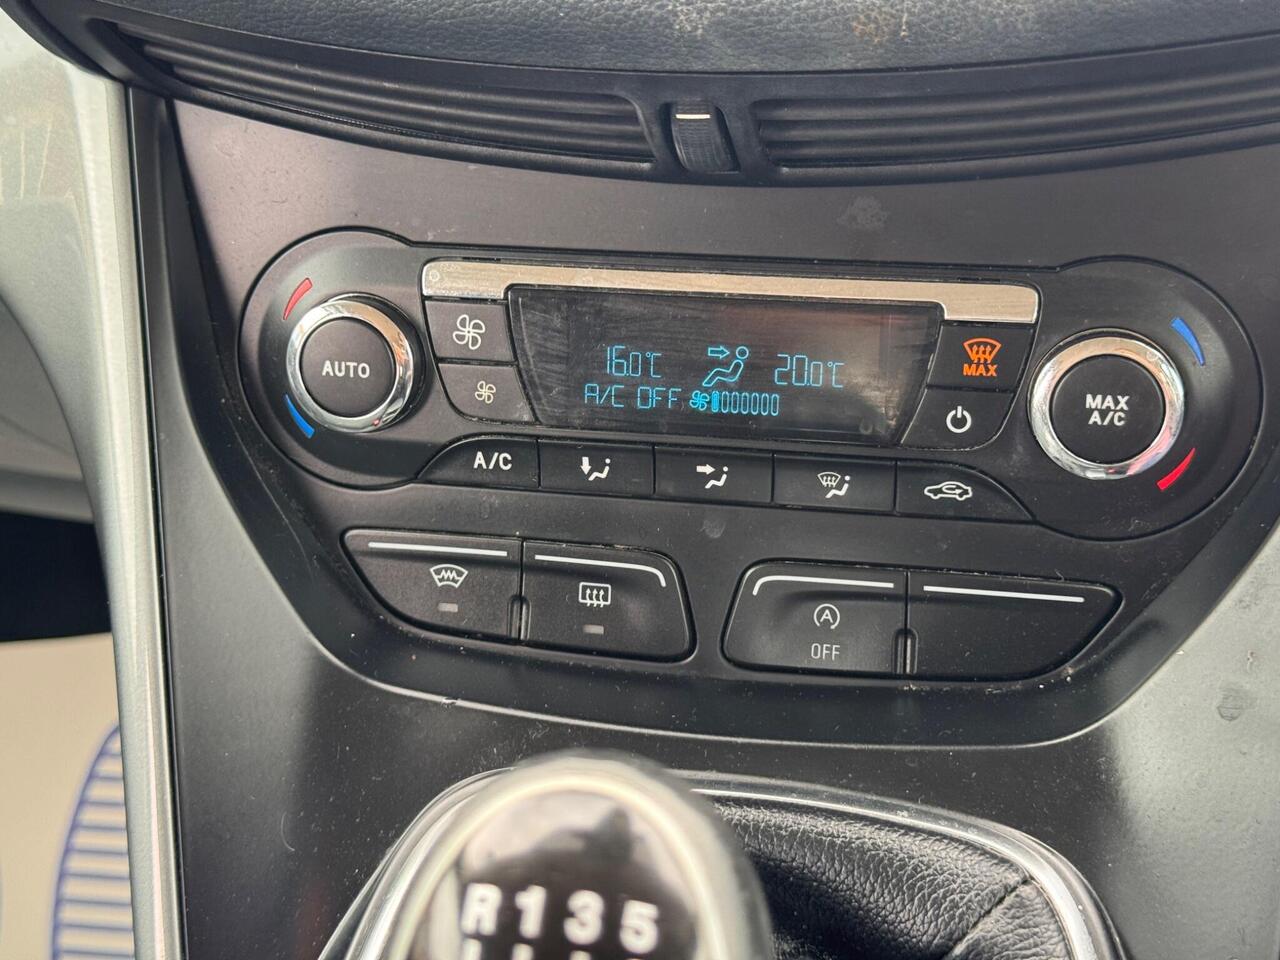 AUTO
16.0°C
20.0°C
A/C OFF
MAX
MAX
A/C
A/C
A
OFF
R 1 3 5